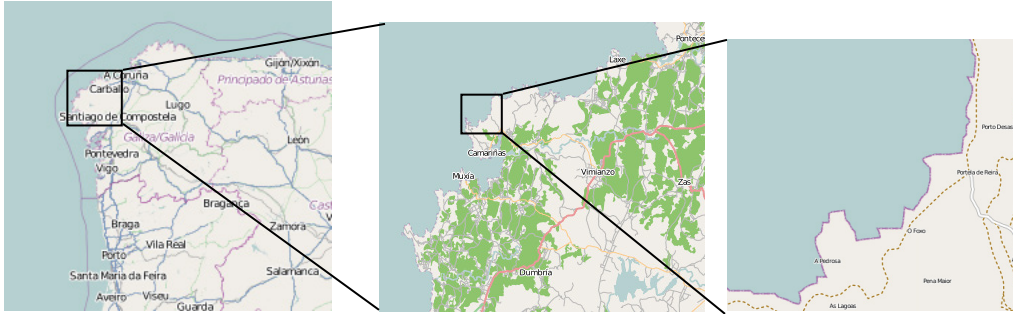 Gijón/Xixón
A Coruña
Principado de Asturias
Carballo
Lugo
Santiago de Compostela
Galiza/Galicia
León
Pontevedra
Vigo
Bragança
Braga
Zamora
Vila Real
Porto
Santa Maria da Feira
Salamanca
Aveiro
Viseu
Guarda
Pontece
Laxe
Camariñas
Muxia
Vimianzo
Zas
Dumbría
Porto Desas
Portela de Reira
O Foxo
A Pedrosa
Pena Maior
As Lagoas